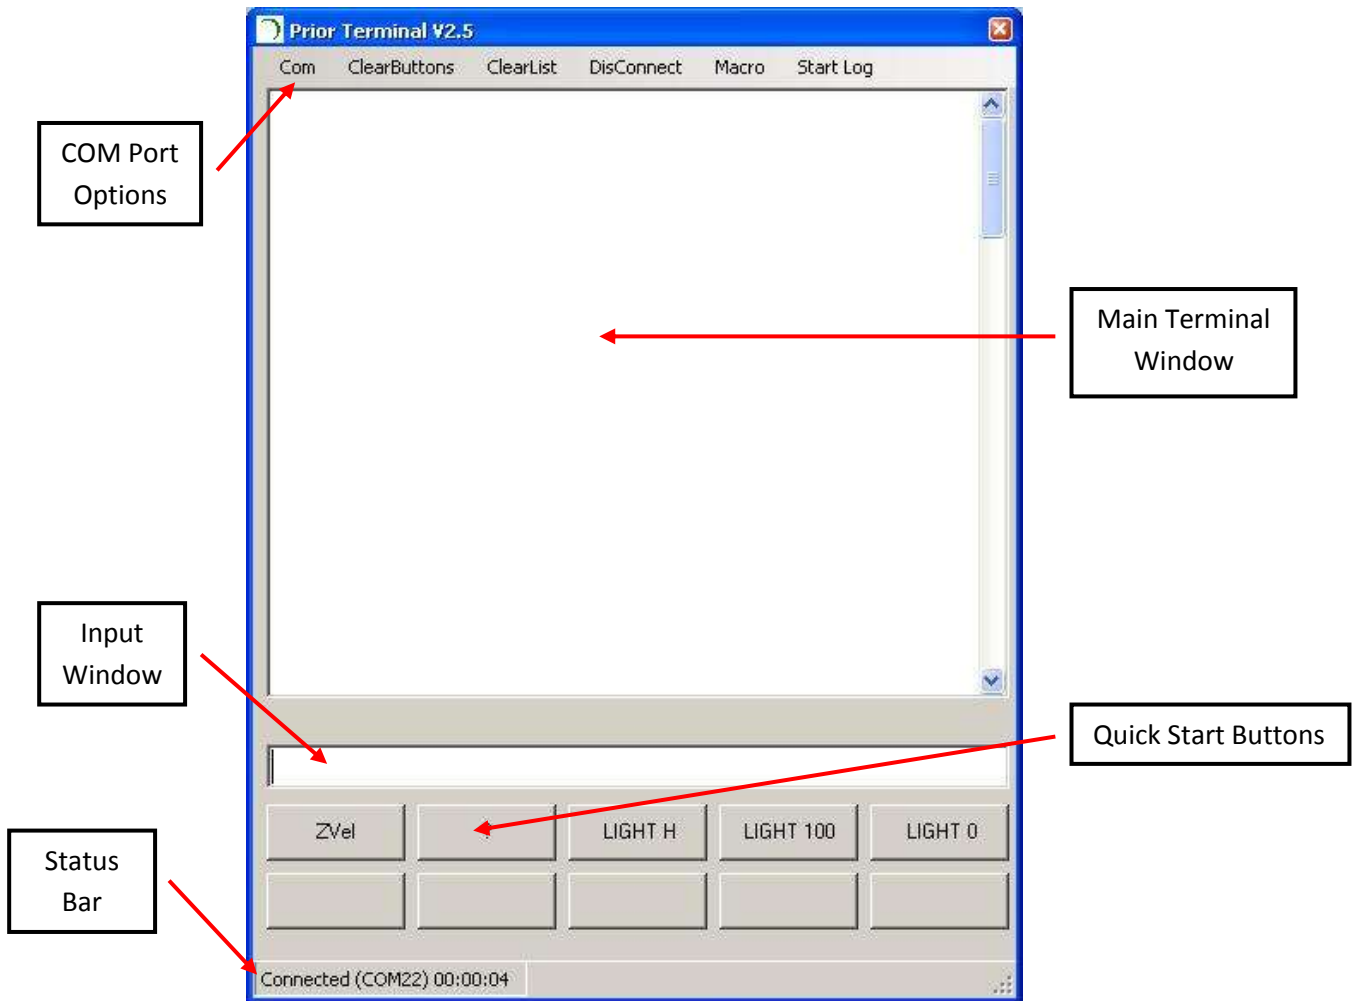 Prior Terminal V2.5
Com ClearButtons ClearList DisConnect Macro Start Log
COM Port
Options
Main Terminal
Window
Input
Window
Quick Start Buttons
ZVel LIGHT H LIGHT 100 LIGHT 0
Status
Bar
Connected (COM22) 00:00:04